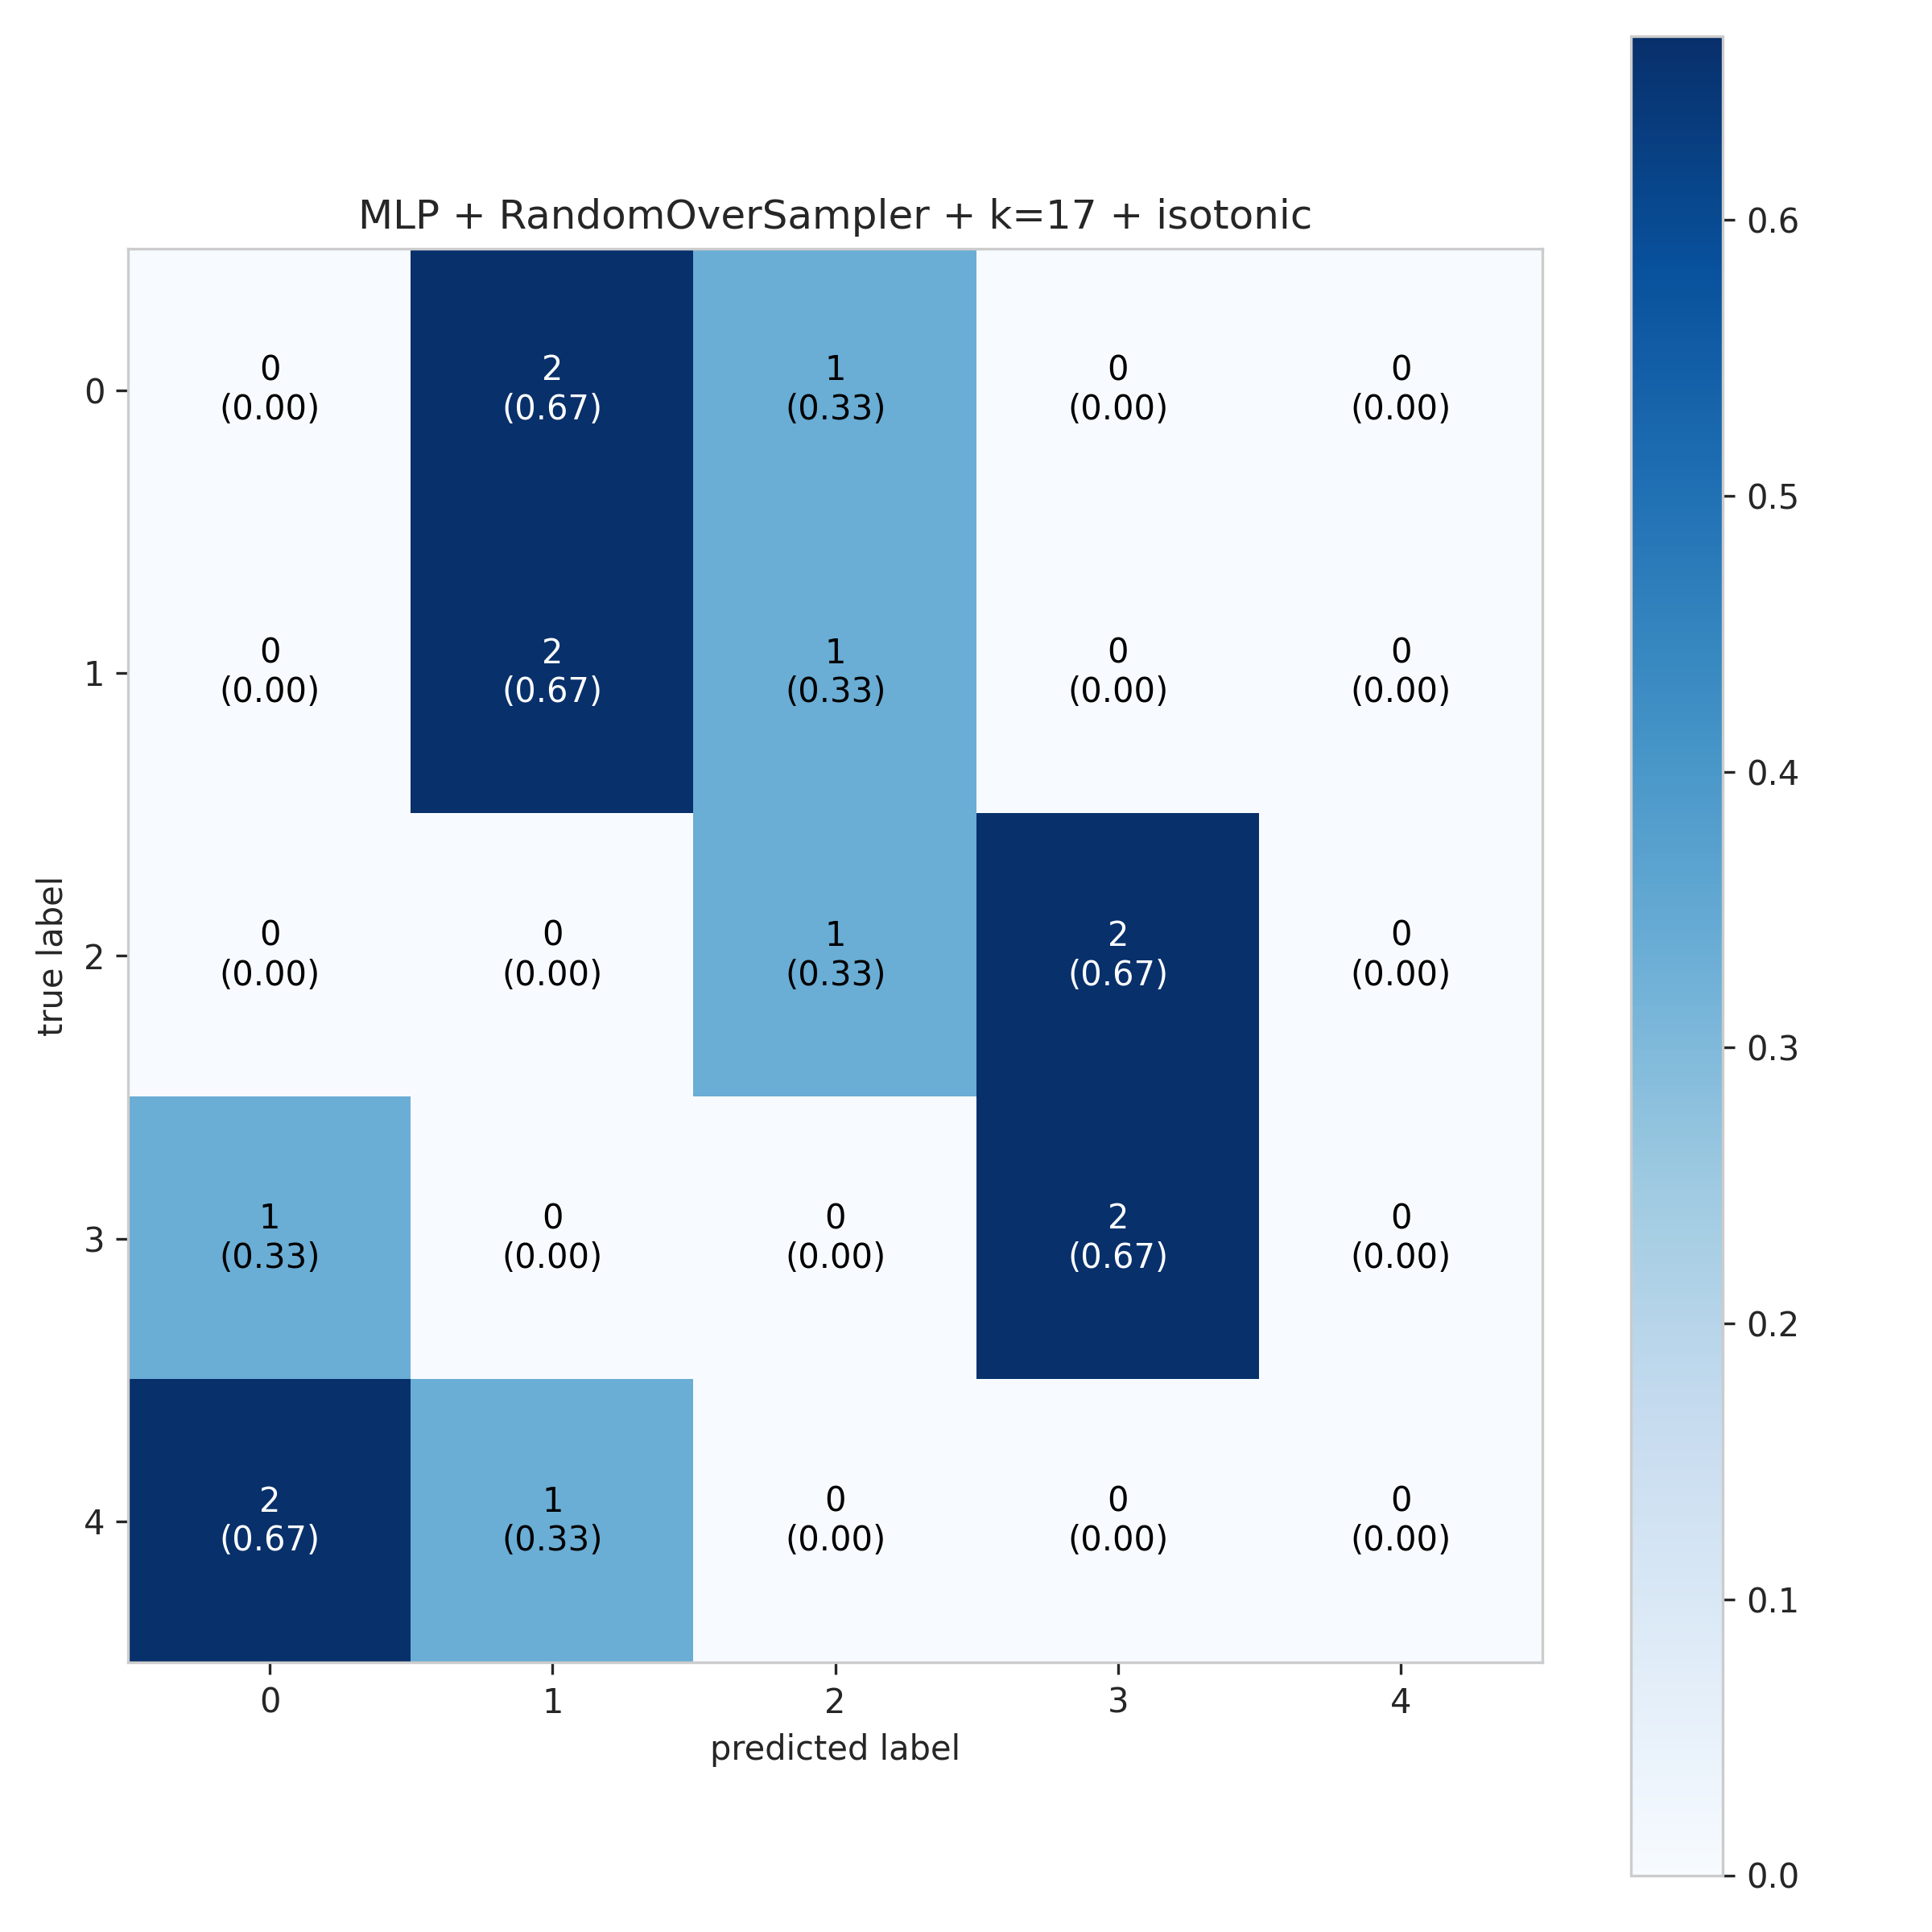 MLP + RandomOverSampler + k=17 + isotonic
0 2 1 0 0
(0.00) (0.67) (0.33) (0.00) (0.00)
0
0 2 1 0 0
(0.00) (0.67) (0.33) (0.00) (0.00)
1
0 0 1 2 0
(0.00) (0.00) (0.33) (0.67) (0.00)
2
1 0 0 2 0
(0.33) (0.00) (0.00) (0.67) (0.00)
3
2 1 0 0 0
(0.67) (0.33) (0.00) (0.00) (0.00)
4
true label
0 1 2 3 4
predicted label
0.6
0.5
0.4
0.3
0.2
0.1
0.0